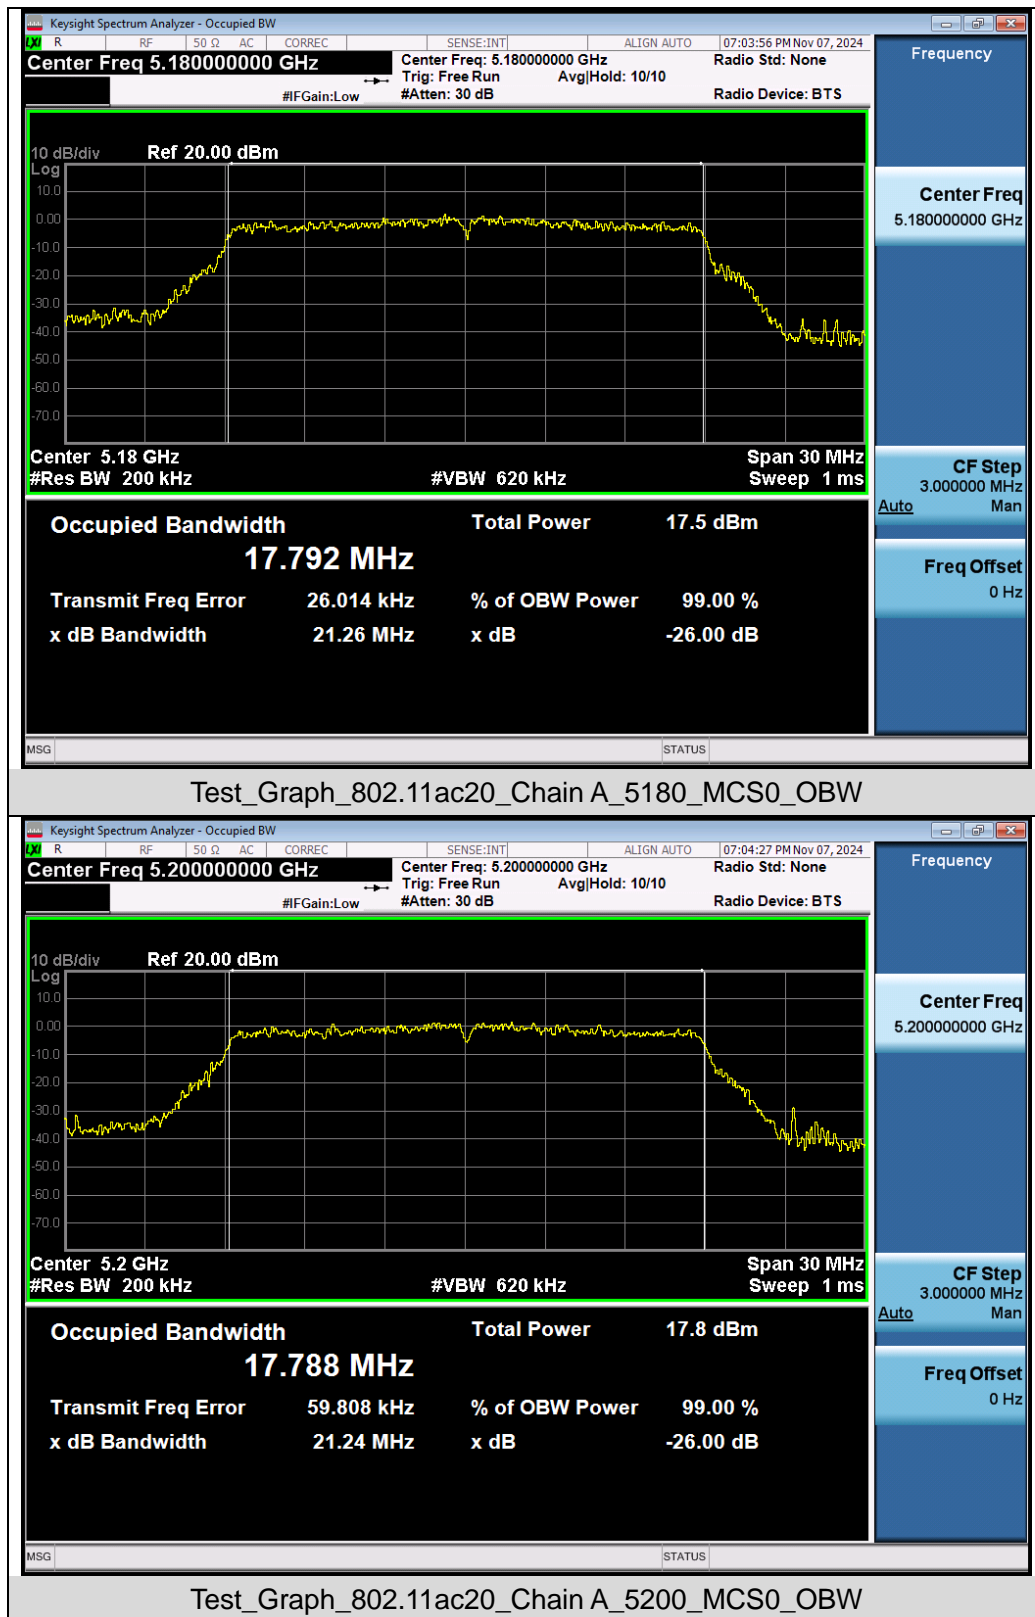 Keysight Spectrum Analyzer - Occupied BW
LXI R RF 50 Ω AC CORREC SENSE:INT ALIGN AUTO 07:03:56 PM Nov 07, 2024
Center Freq 5.180000000 GHz Center Freq: 5.180000000 GHz Radio Std: None
Trig: Free Run Avg|Hold: 10/10
#IFGain:Low #Atten: 30 dB Radio Device: BTS
10 dB/div Ref 20.00 dBm
Log
10.0
0.00
-10.0
-20.0
-30.0
-40.0
-50.0
-60.0
-70.0
Center 5.18 GHz Span 30 MHz
#Res BW 200 kHz #VBW 620 kHz Sweep 1 ms
Occupied Bandwidth Total Power 17.5 dBm
17.792 MHz
Transmit Freq Error 26.014 kHz % of OBW Power 99.00 %
x dB Bandwidth 21.26 MHz x dB -26.00 dB
MSG STATUS
Frequency
Center Freq
5.180000000 GHz
CF Step
3.000000 MHz
Auto Man
Freq Offset
0 Hz
Test_Graph_802.11ac20_Chain A_5180_MCS0_OBW
Keysight Spectrum Analyzer - Occupied BW
LXI R RF 50 Ω AC CORREC SENSE:INT ALIGN AUTO 07:04:27 PM Nov 07, 2024
Center Freq 5.200000000 GHz Center Freq: 5.200000000 GHz Radio Std: None
Trig: Free Run Avg|Hold: 10/10
#IFGain:Low #Atten: 30 dB Radio Device: BTS
10 dB/div Ref 20.00 dBm
Log
10.0
0.00
-10.0
-20.0
-30.0
-40.0
-50.0
-60.0
-70.0
Center 5.2 GHz Span 30 MHz
#Res BW 200 kHz #VBW 620 kHz Sweep 1 ms
Occupied Bandwidth Total Power 17.8 dBm
17.788 MHz
Transmit Freq Error 59.808 kHz % of OBW Power 99.00 %
x dB Bandwidth 21.24 MHz x dB -26.00 dB
MSG STATUS
Frequency
Center Freq
5.200000000 GHz
CF Step
3.000000 MHz
Auto Man
Freq Offset
0 Hz
Test_Graph_802.11ac20_Chain A_5200_MCS0_OBW